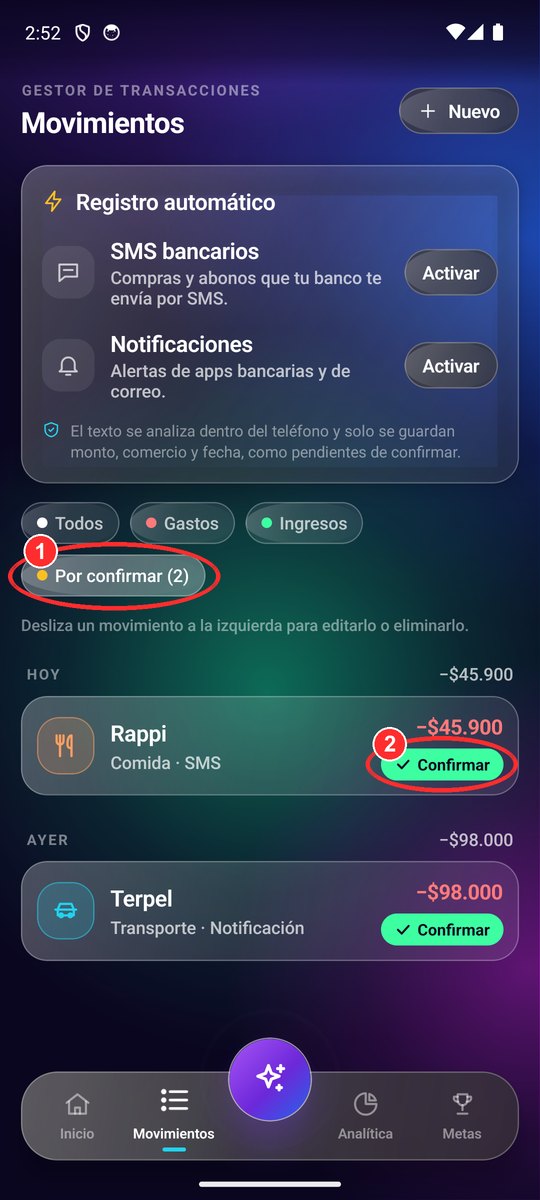 2:52
GESTOR DE TRANSACCIONES
Movimientos
Nuevo
Registro automático
SMS bancarios
Compras y abonos que tu banco te
envía por SMS.
Activar
Notificaciones
Alertas de apps bancarias y de
correo.
Activar
El texto se analiza dentro del teléfono y solo se guardan
monto, comercio y fecha, como pendientes de confirmar.
Todos
Gastos
Ingresos
1
Por confirmar (2)
Desliza un movimiento a la izquierda para editarlo o eliminarlo.
HOY
−$45.900
Rappi
−$45.900
Comida · SMS
2
Confirmar
AYER
−$98.000
Terpel
−$98.000
Transporte · Notificación
Confirmar
Inicio
Movimientos
Analítica
Metas